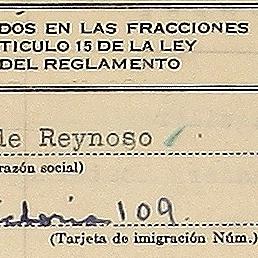 DOS EN LAS FRACCIONES
TICULO 15 DE LA LEY
DEL REGLAMENTO
de Reynoso
razón social)
ictoria 109.
(Tarjeta de imigración Núm.)